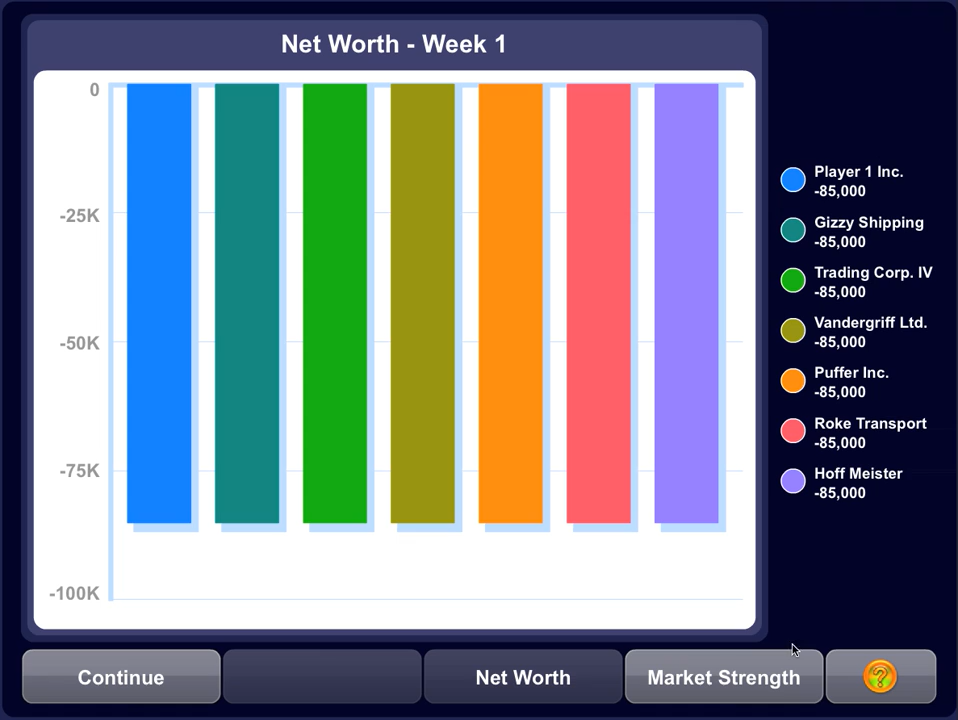 Net Worth - Week 1
0
-25K
-50K
-75K
-100K
Player 1 Inc.
-85,000
Gizzy Shipping
-85,000
Trading Corp. IV
-85,000
Vandergriff Ltd.
-85,000
Puffer Inc.
-85,000
Roke Transport
-85,000
Hoff Meister
-85,000
Continue
Net Worth
Market Strength
?